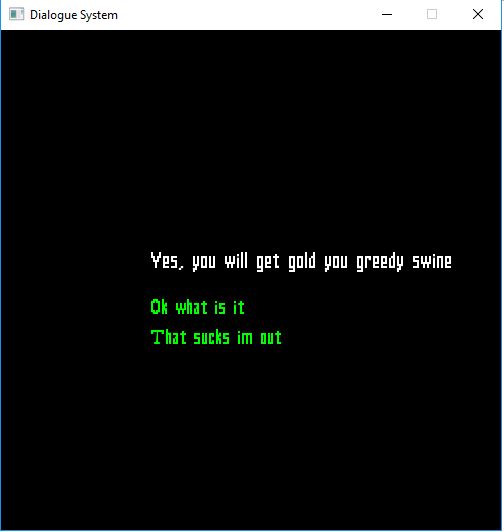 Dialogue System
Yes, you will get gold you greedy swine
Ok what is it
That sucks im out